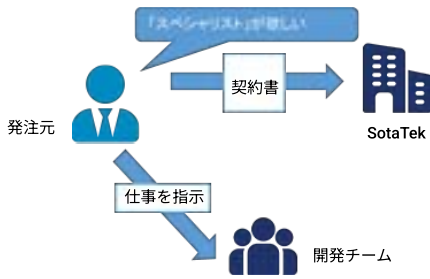 「スペシャリスト」が欲しい
契約書
発注元
SotaTek
仕事を指示
開発チーム